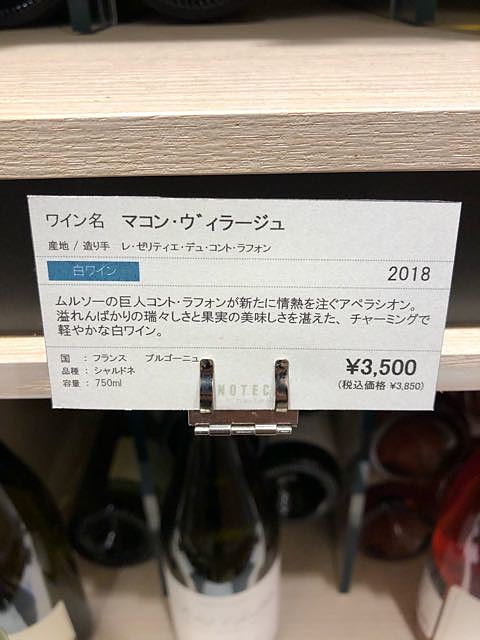 ワイン名 マコン・ヴィラージュ
産地 / 造り手 レ・ゼリティエ・デュ・コント・ラフォン
白ワイン 2018
ムルソーの巨人コント・ラフォンが新たに情熱を注ぐアペラシオン。
溢れんばかりの瑞々しさと果実の美味しさを湛えた、チャーミングで
軽やかな白ワイン。
国 : フランス ブルゴーニュ
品種 : シャルドネ
容量 : 750ml
¥3,500
(税込価格 ¥3,850)
NOTEC